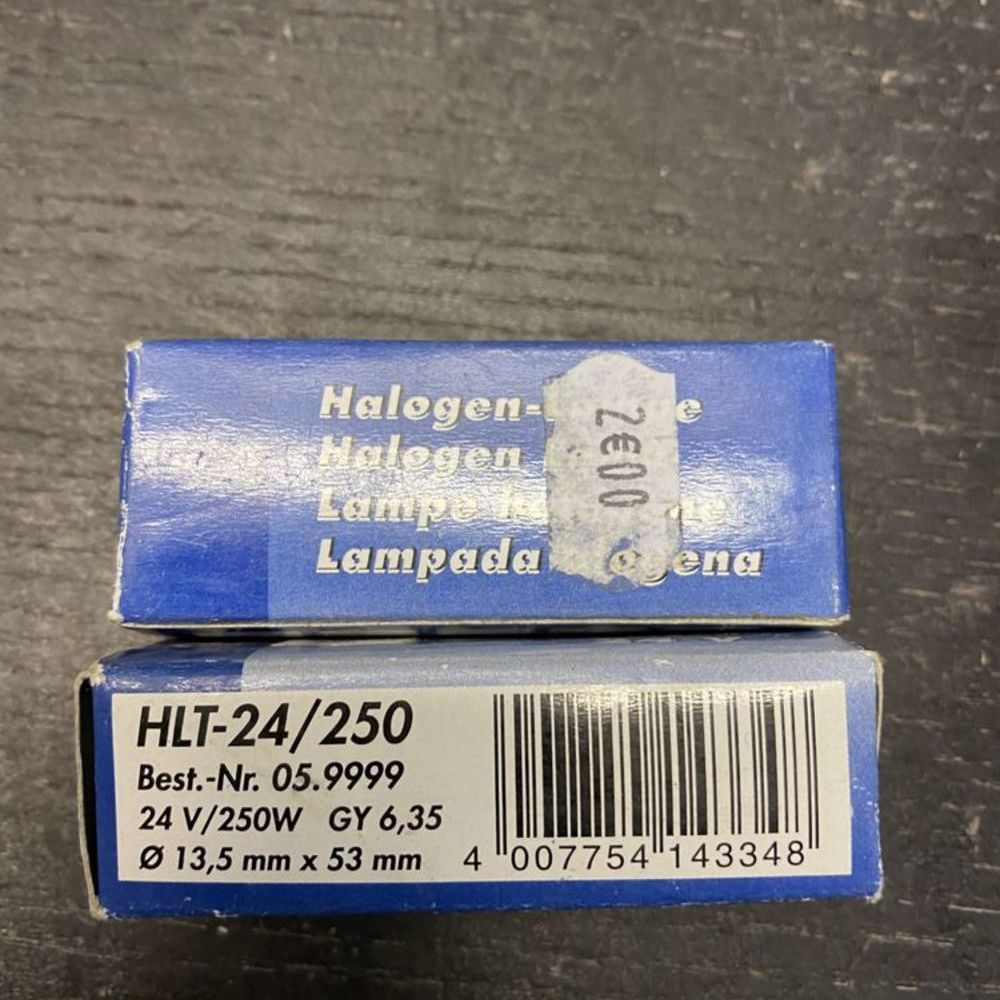 Halogen-
Halogen
Lampe
Lampada ogena
2€00
HLT-24/250
Best.-Nr. 05.9999
24 V/250W GY 6,35
Ø 13,5 mm x 53 mm
4 007754 143348